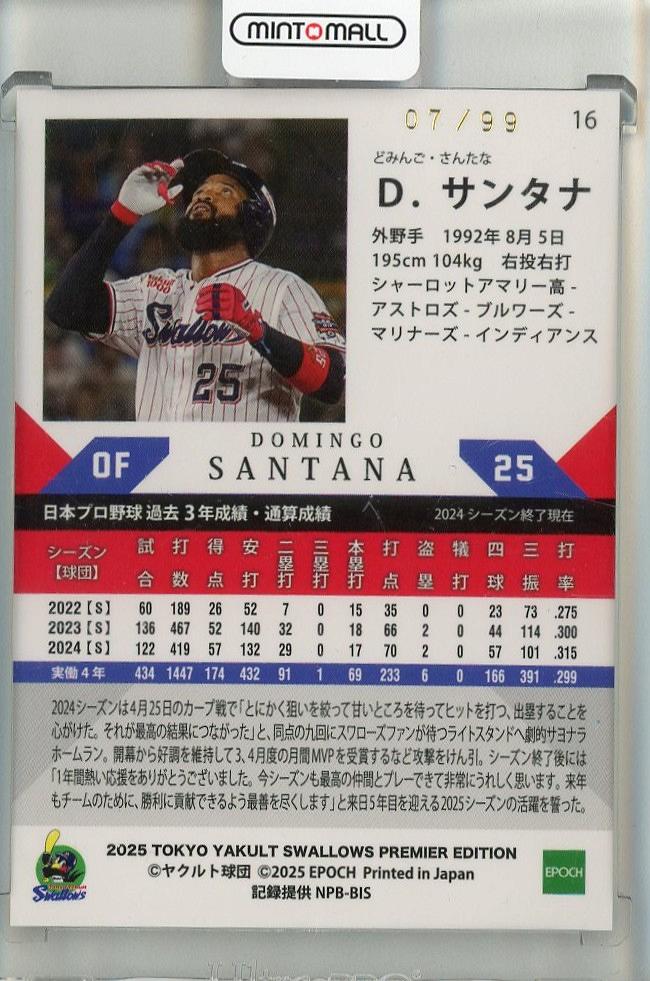 MINT MALL
07/99
16
どみんご・さんたな
D. サンタナ
外野手 1992年 8月 5日
195cm 104kg 右投右打
シャーロットアマリー高 -
アストロズ - ブルワーズ -
マリナーズ - インディアンス
Swallows
25
DOMINGO
OF SANTANA 25
日本プロ野球 過去 3 年成績・通算成績 2024 シーズン終了現在
シーズン【球団】 試合 打数 得点 安打 二塁打 三塁打 本塁打 打点 盗塁 犠打 四球 三振 打率
2022【S】 60 189 26 52 7 0 15 35 0 0 23 73 .275
2023【S】 136 467 52 140 32 0 18 66 2 0 44 114 .300
2024【S】 122 419 57 132 29 0 17 70 2 0 57 101 .315
実働 4 年 434 1447 174 432 91 1 69 233 6 0 166 391 .299
2024シーズンは4月25日のカープ戦で「とにかく狙いを絞って甘いところを待ってヒットを打つ、出塁することを
心がけた。それが最高の結果につながった」と、同点の九回にスワローズファンが待つライトスタンドへ劇的サヨナラ
ホームラン。開幕から好調を維持して3、4月度の月間MVPを受賞するなど攻撃をけん引。シーズン終了後には
「1年間熱い応援をありがとうございました。今シーズンも最高の仲間とプレーできて非常にうれしく思います。来年
もチームのために、勝利に貢献できるよう最善を尽くします」と来日5年目を迎える2025シーズンの活躍を誓った。
2025 TOKYO YAKULT SWALLOWS PREMIER EDITION
©ヤクルト球団 ©2025 EPOCH Printed in Japan
記録提供 NPB-BIS
Swallows
EPOCH